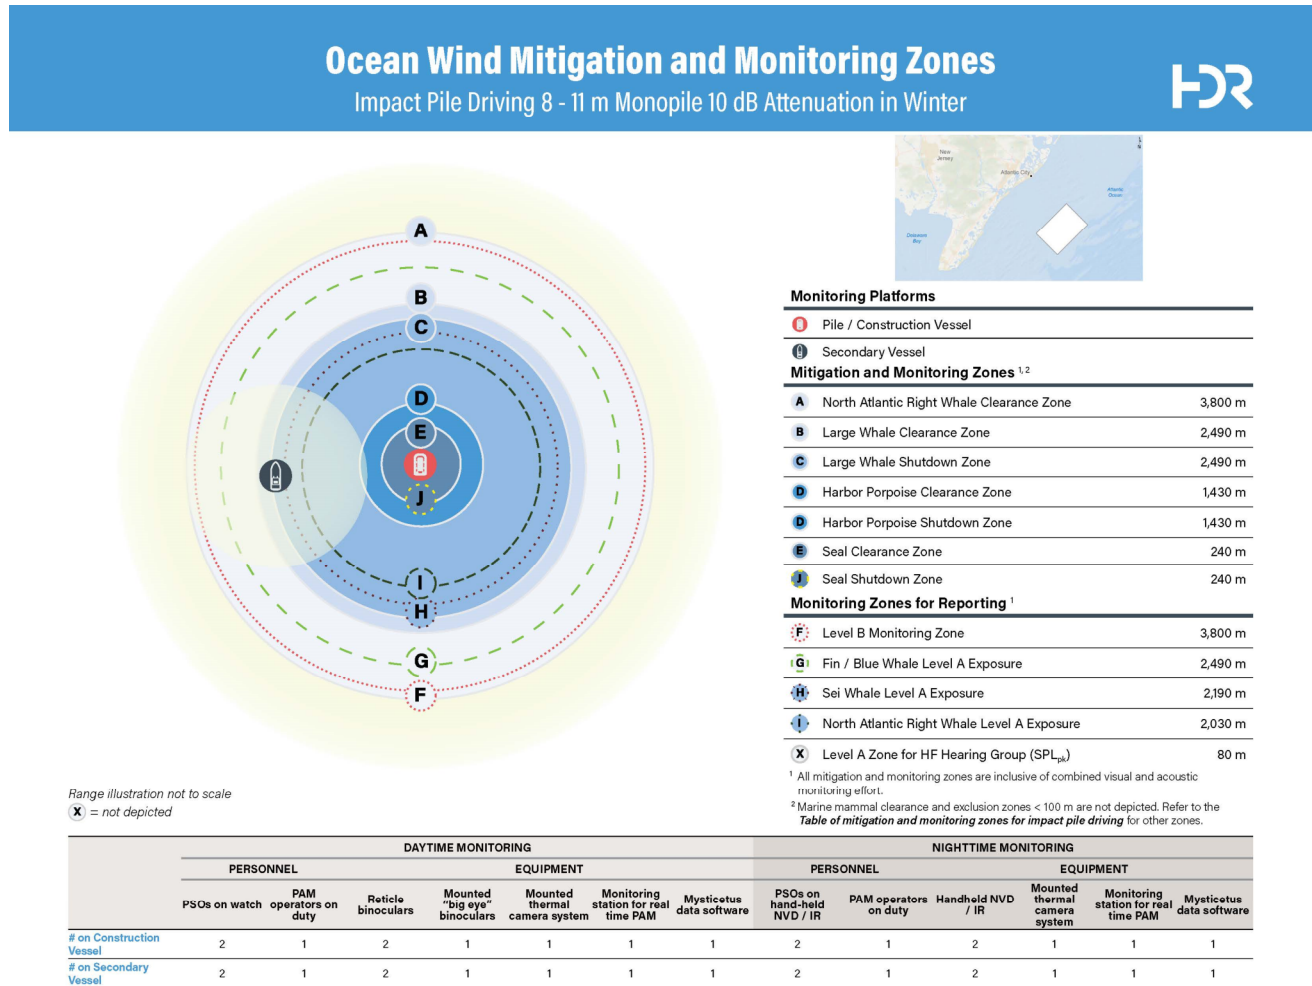 Ocean Wind Mitigation and Monitoring Zones
Impact Pile Driving 8 - 11 m Monopile 10 dB Attenuation in Winter
HDR
New
Jersey
Atlantic City
Atlantic
Ocean
Delaware
Bay
N
A
B
C
D
E
J
I
H
G
F
Monitoring Platforms
Pile / Construction Vessel
Secondary Vessel
Mitigation and Monitoring Zones 1, 2
A North Atlantic Right Whale Clearance Zone 3,800 m
B Large Whale Clearance Zone 2,490 m
C Large Whale Shutdown Zone 2,490 m
D Harbor Porpoise Clearance Zone 1,430 m
D Harbor Porpoise Shutdown Zone 1,430 m
E Seal Clearance Zone 240 m
J Seal Shutdown Zone 240 m
Monitoring Zones for Reporting 1
F Level B Monitoring Zone 3,800 m
G Fin / Blue Whale Level A Exposure 2,490 m
H Sei Whale Level A Exposure 2,190 m
I North Atlantic Right Whale Level A Exposure 2,030 m
X Level A Zone for HF Hearing Group (SPLpk) 80 m
1 All mitigation and monitoring zones are inclusive of combined visual and acoustic
monitoring effort.
2 Marine mammal clearance and exclusion zones < 100 m are not depicted. Refer to the
Table of mitigation and monitoring zones for impact pile driving for other zones.
Range illustration not to scale
X = not depicted
DAYTIME MONITORING NIGHTTIME MONITORING
PERSONNEL EQUIPMENT PERSONNEL EQUIPMENT
PSOs on watch
PAM
operators on
duty
Reticle
binoculars
Mounted
"big eye"
binoculars
Mounted
thermal
camera system
Monitoring
station for real
time PAM
Mysticetus
data software
PSOs on
hand-held
NVD / IR
PAM operators
on duty
Handheld NVD
/ IR
Mounted
thermal
camera
system
Monitoring
station for real
time PAM
Mysticetus
data software
# on Construction
Vessel
2 1 2 1 1 1 1 2 1 2 1 1 1
# on Secondary
Vessel
2 1 2 1 1 1 1 2 1 2 1 1 1